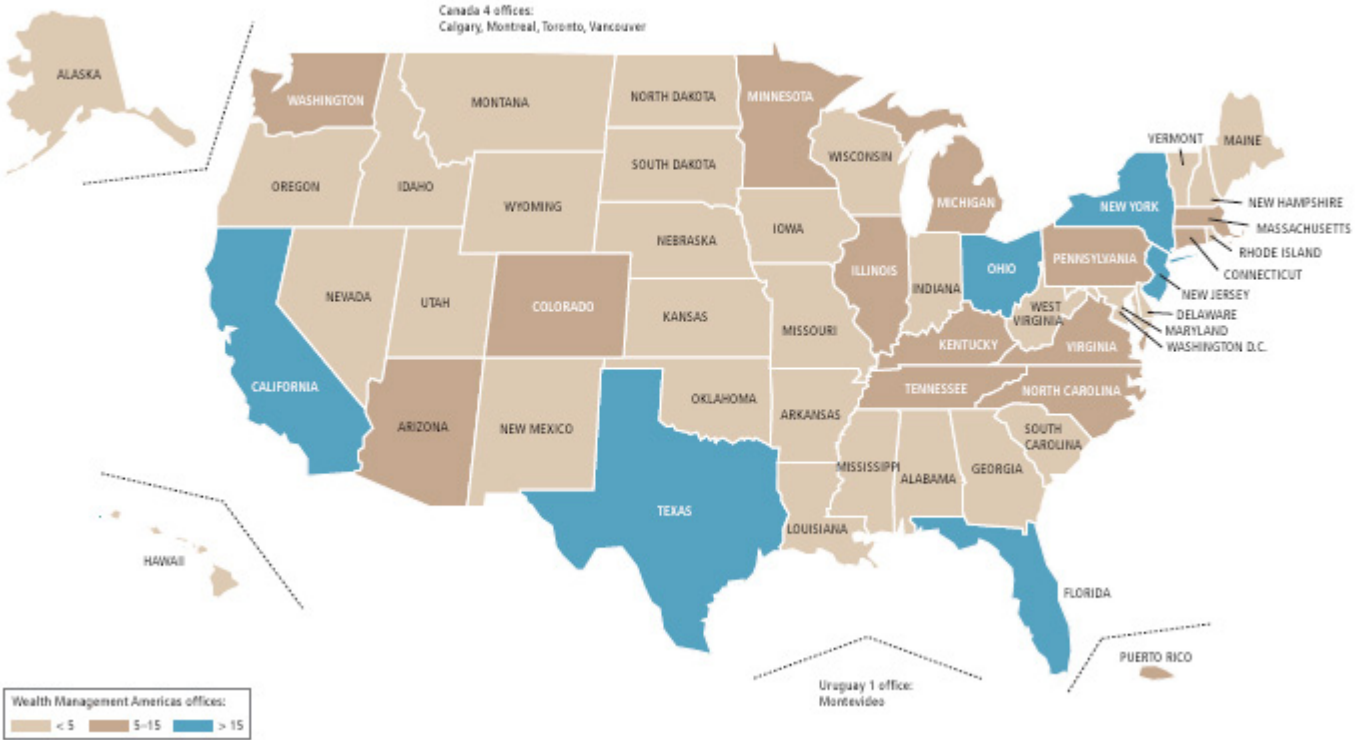 Canada 4 offices:
Calgary, Montreal, Toronto, Vancouver
ALASKA
WASHINGTON
MONTANA
NORTH DAKOTA
MINNESOTA
VERMONT
MAINE
OREGON
IDAHO
SOUTH DAKOTA
WISCONSIN
WYOMING
MICHIGAN
NEW YORK
NEW HAMPSHIRE
MASSACHUSETTS
RHODE ISLAND
CONNECTICUT
NEW JERSEY
DELAWARE
MARYLAND
WASHINGTON D.C.
NEBRASKA
IOWA
NEVADA
UTAH
COLORADO
KANSAS
MISSOURI
ILLINOIS
INDIANA
OHIO
PENNSYLVANIA
WEST
VIRGINIA
KENTUCKY
VIRGINIA
CALIFORNIA
ARIZONA
NEW MEXICO
OKLAHOMA
ARKANSAS
TENNESSEE
NORTH CAROLINA
SOUTH
CAROLINA
TEXAS
LOUISIANA
MISSISSIPPI
ALABAMA
GEORGIA
FLORIDA
HAWAII
PUERTO RICO
Uruguay 1 office:
Montevideo
Wealth Management Americas offices:
< 5 5–15 > 15